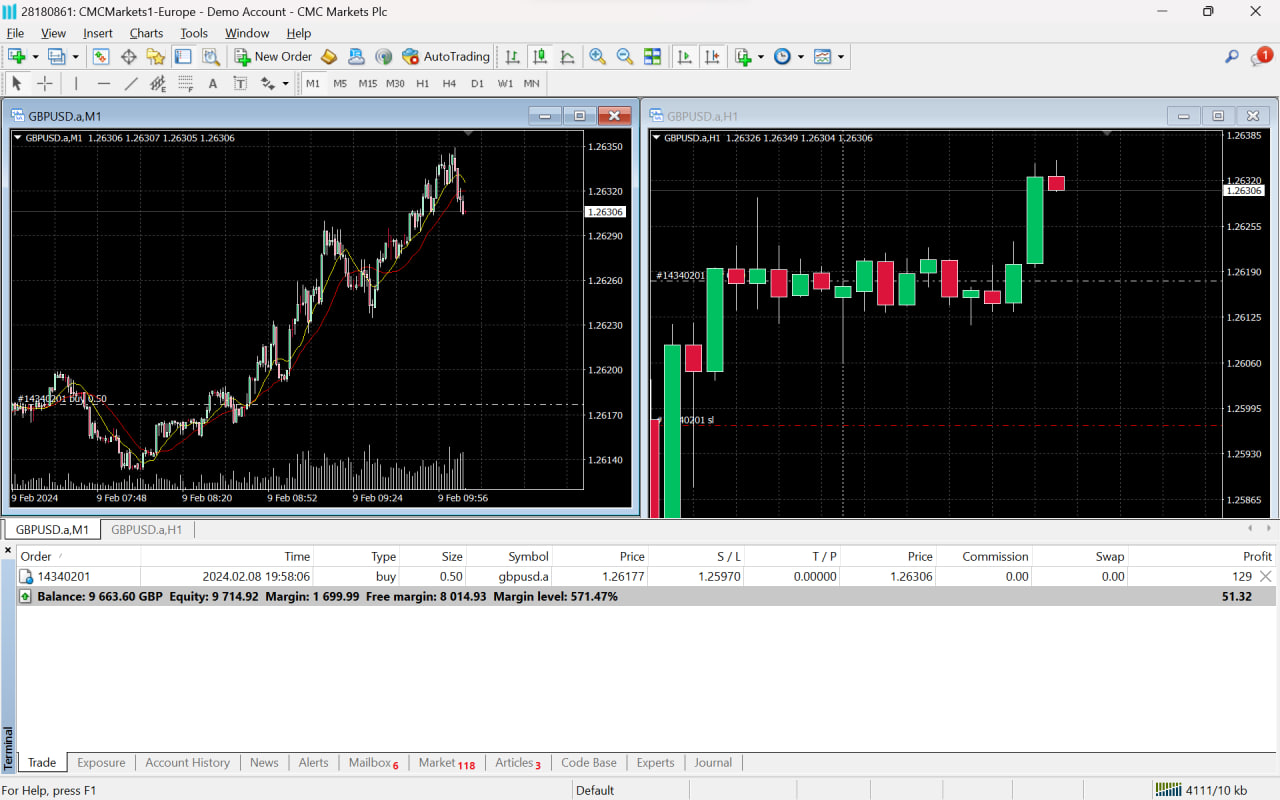 28180861: CMCMarkets1-Europe - Demo Account - CMC Markets Plc
File View Insert Charts Tools Window Help
New Order AutoTrading 1
A T M1 M5 M15 M30 H1 H4 D1 W1 MN
GBPUSD.a,M1
GBPUSD.a,M1 1.26306 1.26307 1.26305 1.26306
1.26350
1.26320
1.26306
1.26290
1.26260
1.26230
1.26200
1.26170
1.26140
#14340201 buy 0.50
9 Feb 2024 9 Feb 07:48 9 Feb 08:20 9 Feb 08:52 9 Feb 09:24 9 Feb 09:56
GBPUSD.a,H1
GBPUSD.a,H1 1.26326 1.26349 1.26304 1.26306
1.26385
1.26320
1.26306
1.26255
1.26190
1.26125
1.26060
1.25995
1.25930
1.25865
#14340201
#14340201 sl
GBPUSD.a,M1 GBPUSD.a,H1
Order Time Type Size Symbol Price S / L T / P Price Commission Swap Profit
14340201 2024.02.08 19:58:06 buy 0.50 gbpusd.a 1.26177 1.25970 0.00000 1.26306 0.00 0.00 129
Balance: 9 663.60 GBP Equity: 9 714.92 Margin: 1 699.99 Free margin: 8 014.93 Margin level: 571.47% 51.32
Terminal
Trade Exposure Account History News Alerts Mailbox 6 Market 118 Articles 3 Code Base Experts Journal
For Help, press F1 Default 4111/10 kb